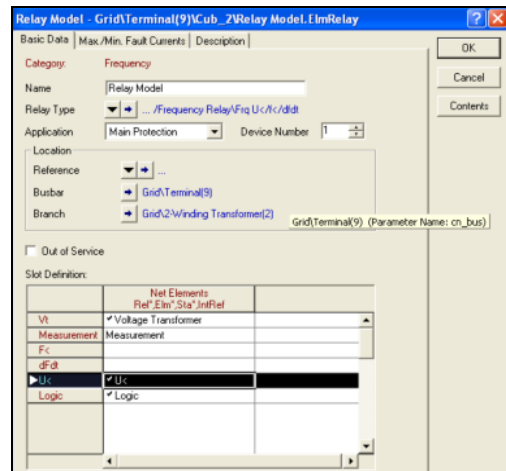 Relay Model - Grid\Terminal(9)\Cub_2\Relay Model.ElmRelay
Basic Data Max./Min. Fault Currents Description
OK
Category: Frequency
Cancel
Name Relay Model
Contents
Relay Type ... /Frequency Relay\Frq U</f</dfdt
Application Main Protection Device Number 1
Location
Reference ...
Busbar Grid\Terminal(9)
Branch Grid\2-Winding Transformer(2)
Grid\Terminal(9) (Parameter Name: cn_bus)
Out of Service
Slot Definition:
Net Elements
Rel*,Elm*,Sta*,IntRef
Vt Voltage Transformer
Measurement Measurement
F<
dFdt
U< U<
Logic Logic